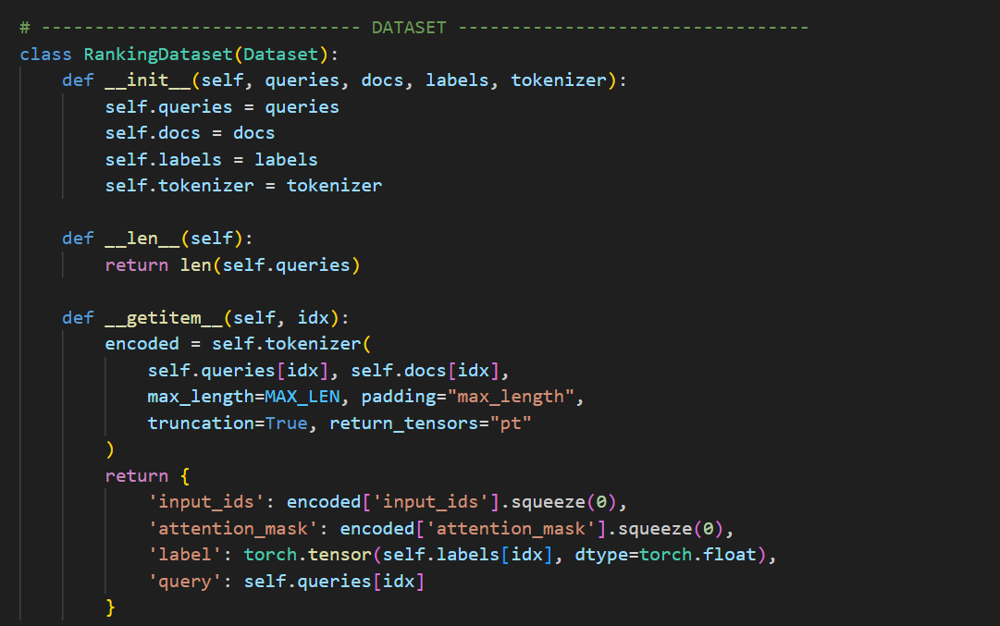 # ------------------------------ DATASET ---------------------------------
class RankingDataset(Dataset):
    def __init__(self, queries, docs, labels, tokenizer):
        self.queries = queries
        self.docs = docs
        self.labels = labels
        self.tokenizer = tokenizer

    def __len__(self):
        return len(self.queries)

    def __getitem__(self, idx):
        encoded = self.tokenizer(
            self.queries[idx], self.docs[idx],
            max_length=MAX_LEN, padding="max_length",
            truncation=True, return_tensors="pt"
        )
        return {
            'input_ids': encoded['input_ids'].squeeze(0),
            'attention_mask': encoded['attention_mask'].squeeze(0),
            'label': torch.tensor(self.labels[idx], dtype=torch.float),
            'query': self.queries[idx]
        }